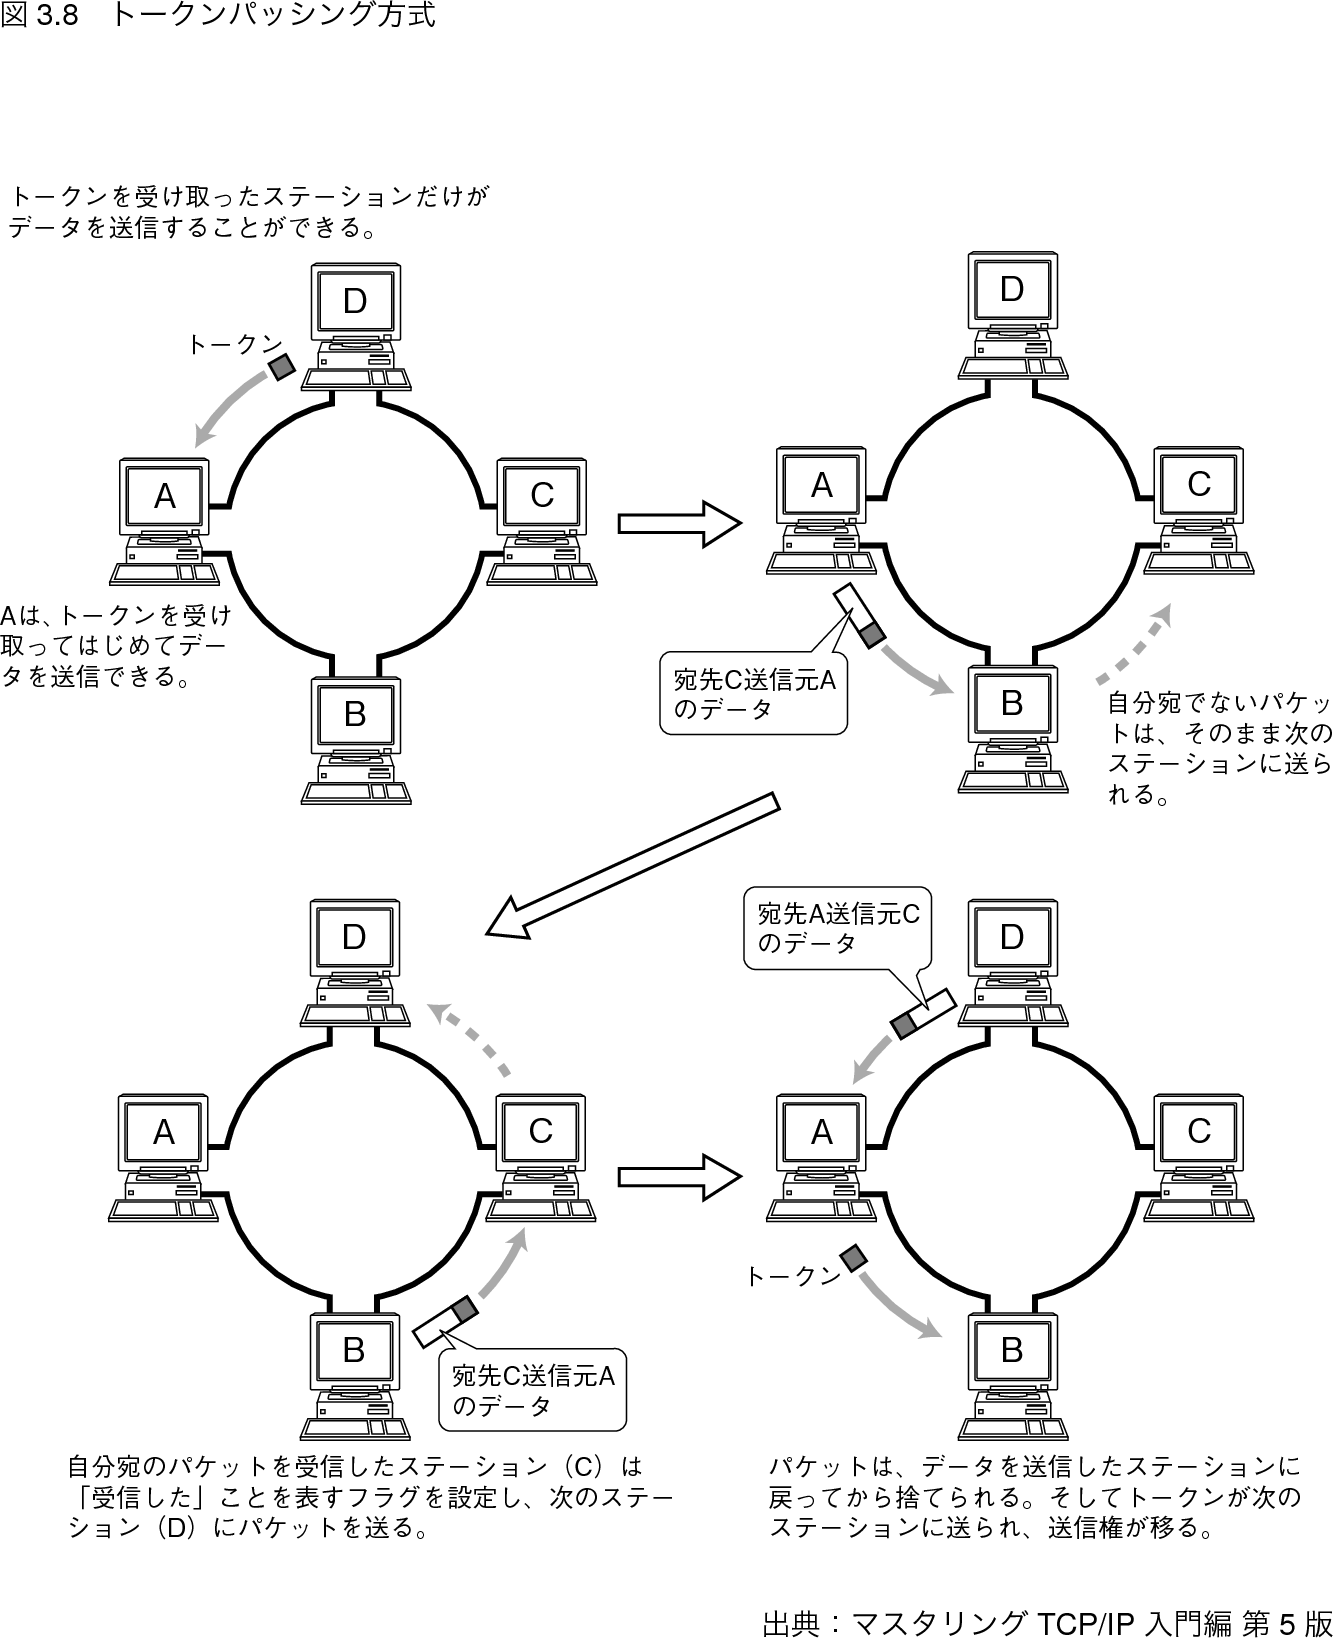 図 3.8　トークンパッシング方式
トークンを受け取ったステーションだけが
データを送信することができる。
D
トークン
A
C
B
Aは、トークンを受け
取ってはじめてデー
タを送信できる。
D
A
C
B
宛先C送信元A
のデータ
自分宛でないパケッ
トは、そのまま次の
ステーションに送ら
れる。
D
A
C
B
宛先C送信元A
のデータ
自分宛のパケットを受信したステーション（C）は
「受信した」ことを表すフラグを設定し、次のステー
ション（D）にパケットを送る。
宛先A送信元C
のデータ
D
A
C
トークン
B
パケットは、データを送信したステーションに
戻ってから捨てられる。そしてトークンが次の
ステーションに送られ、送信権が移る。
出典：マスタリング TCP/IP 入門編 第 5 版